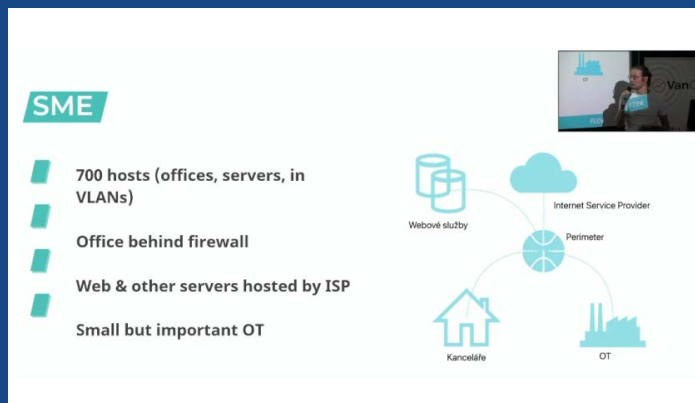 SME
700 hosts (offices, servers, in
VLANs)
Office behind firewall
Web & other servers hosted by ISP
Small but important OT
Webové služby
Internet Service Provider
Perimeter
Kanceláře
OT
OT